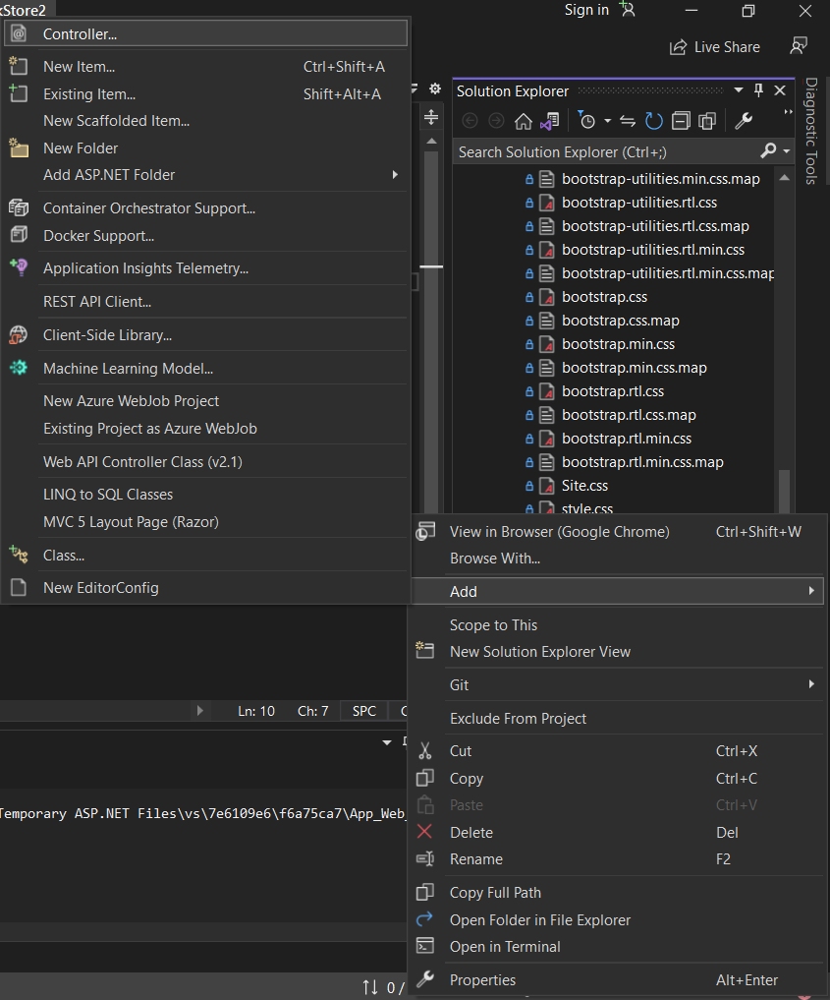 kStore2
Sign in
Controller...
New Item... Ctrl+Shift+A
Existing Item... Shift+Alt+A
New Scaffolded Item...
New Folder
Add ASP.NET Folder
Container Orchestrator Support...
Docker Support...
Application Insights Telemetry...
REST API Client...
Client-Side Library...
Machine Learning Model...
New Azure WebJob Project
Existing Project as Azure WebJob
Web API Controller Class (v2.1)
LINQ to SQL Classes
MVC 5 Layout Page (Razor)
Class...
New EditorConfig
Live Share
Solution Explorer
Search Solution Explorer (Ctrl+;)
Diagnostic Tools
bootstrap-utilities.min.css.map
bootstrap-utilities.rtl.css
bootstrap-utilities.rtl.css.map
bootstrap-utilities.rtl.min.css
bootstrap-utilities.rtl.min.css.map
bootstrap.css
bootstrap.css.map
bootstrap.min.css
bootstrap.min.css.map
bootstrap.rtl.css
bootstrap.rtl.css.map
bootstrap.rtl.min.css
bootstrap.rtl.min.css.map
Site.css
style.css
View in Browser (Google Chrome) Ctrl+Shift+W
Browse With...
Add
Scope to This
New Solution Explorer View
Git
Exclude From Project
Cut Ctrl+X
Copy Ctrl+C
Paste Ctrl+V
Delete Del
Rename F2
Copy Full Path
Open Folder in File Explorer
Open in Terminal
Properties Alt+Enter
Ln: 10 Ch: 7 SPC
Temporary ASP.NET Files\vs\7e6109e6\f6a75ca7\App_Web_
0 /